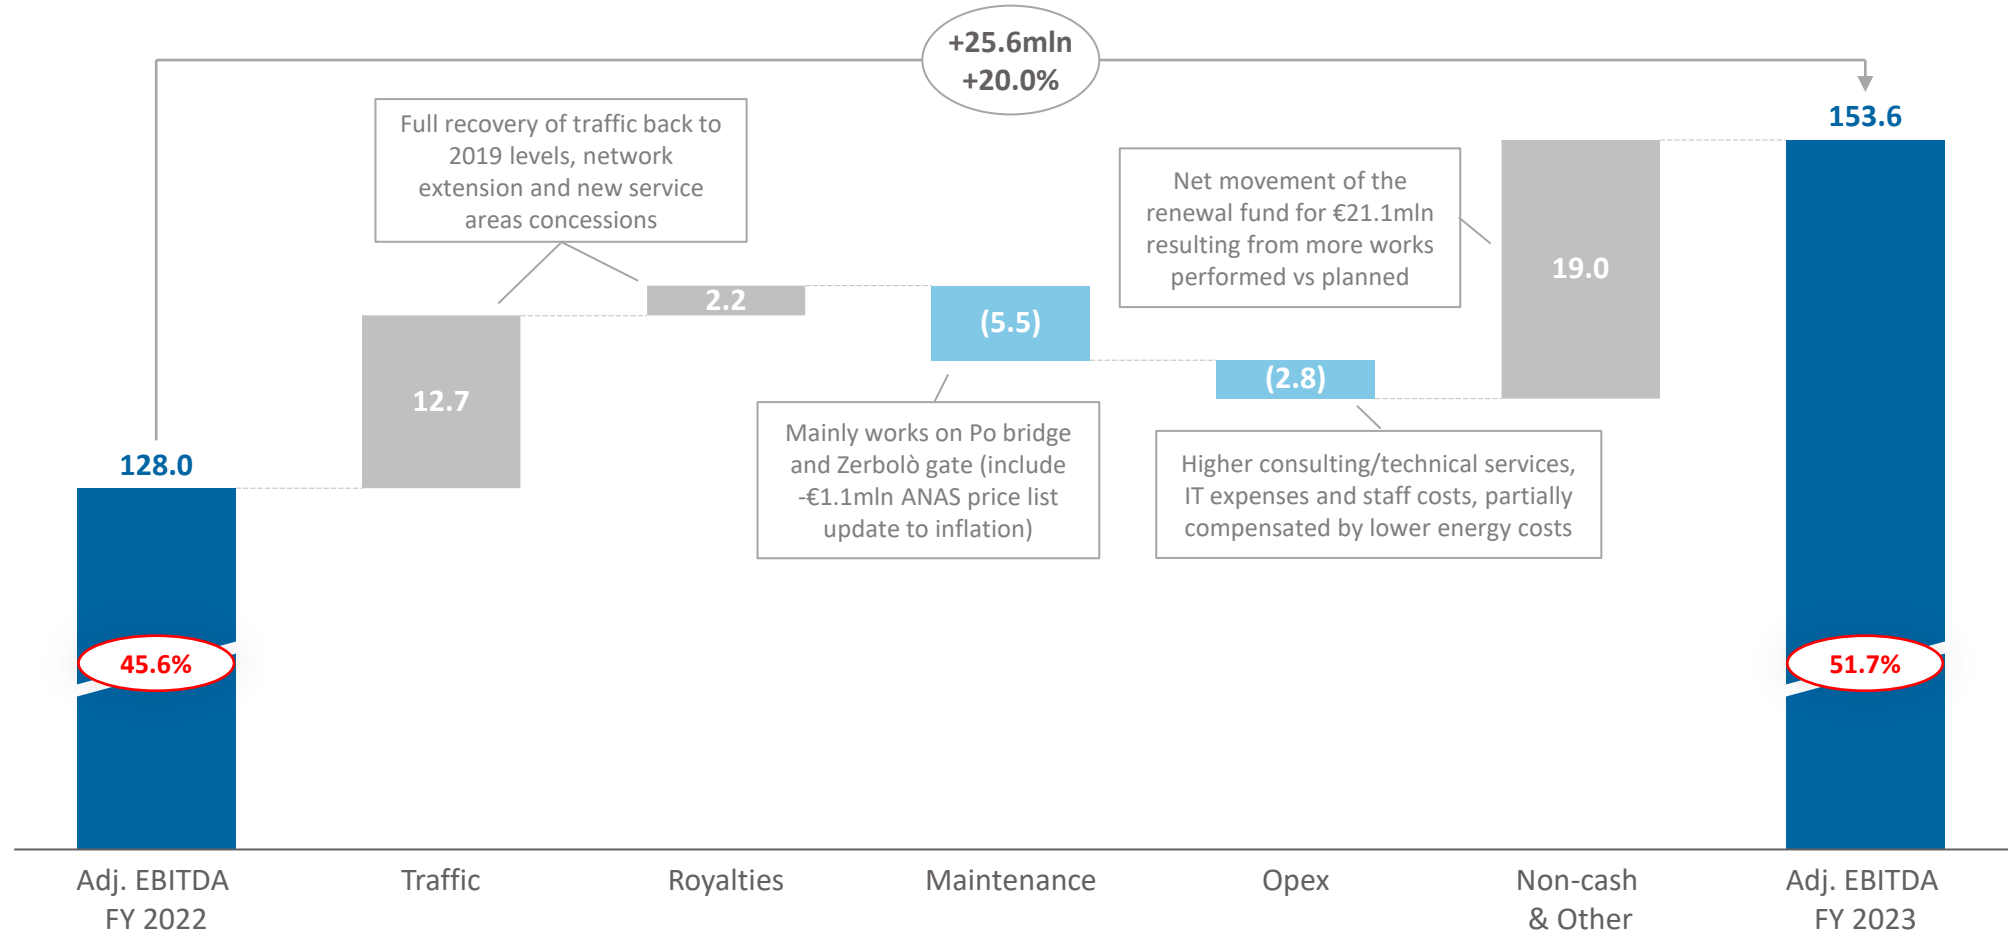 +25.6mln
+20.0%
153.6
Full recovery of traffic back to
2019 levels, network
extension and new service
areas concessions
Net movement of the
renewal fund for €21.1mln
resulting from more works
performed vs planned
19.0
2.2
(5.5)
(2.8)
12.7
128.0
Mainly works on Po bridge
and Zerbolò gate (include
-€1.1mln ANAS price list
update to inflation)
Higher consulting/technical services,
IT expenses and staff costs, partially
compensated by lower energy costs
45.6%
51.7%
Adj. EBITDA
FY 2022
Traffic
Royalties
Maintenance
Opex
Non-cash
& Other
Adj. EBITDA
FY 2023